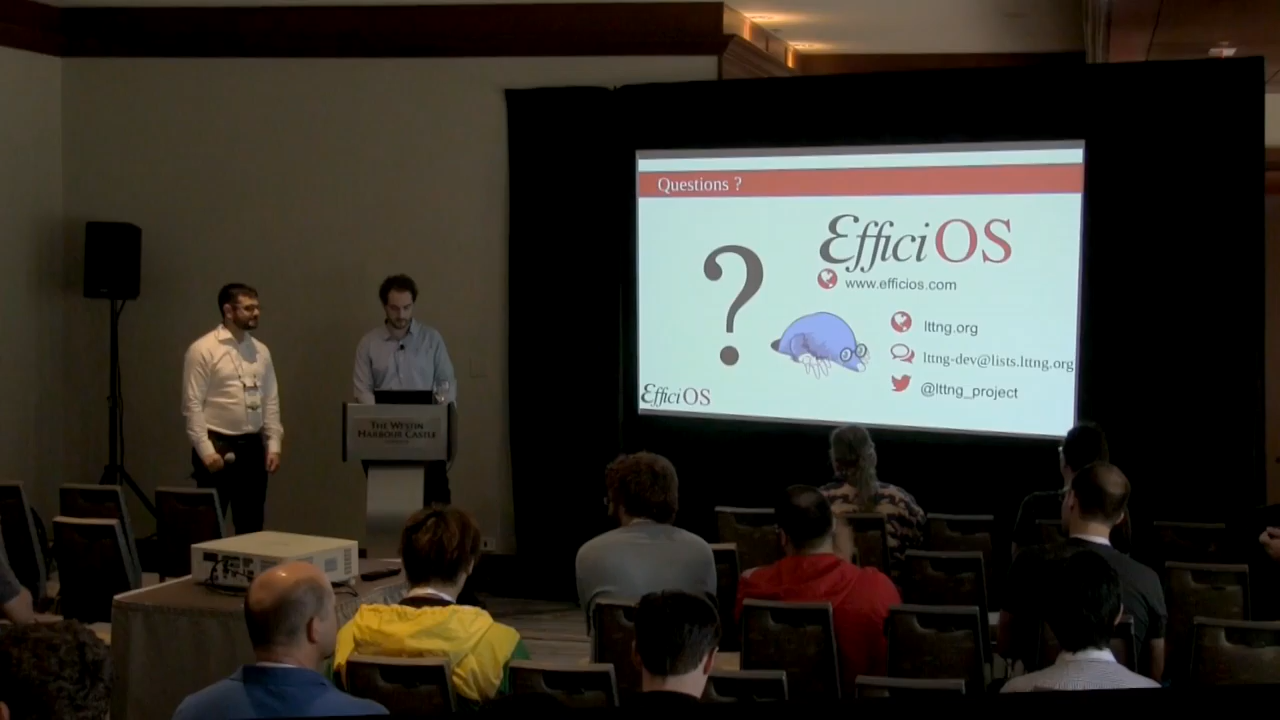 Questions ?
EfficiOS
www.efficios.com
?
lttng.org
lttng-dev@lists.lttng.org
@lttng_project
EfficiOS
THE WESTIN
HARBOUR CASTLE